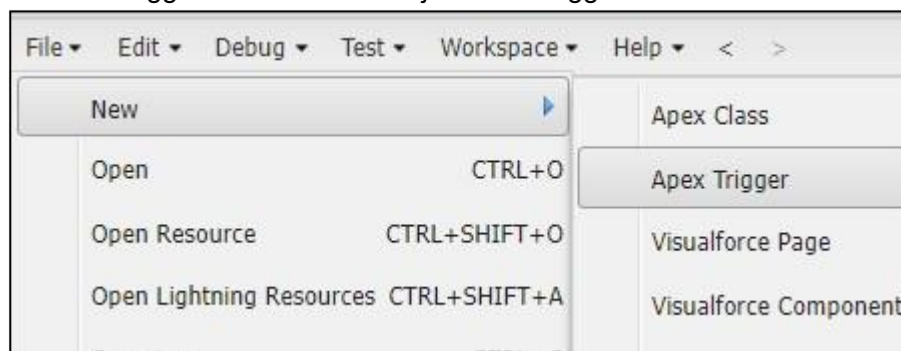 File Edit Debug Test Workspace Help < >
New Apex Class
Open CTRL+O Apex Trigger
Open Resource CTRL+SHIFT+O Visualforce Page
Open Lightning Resources CTRL+SHIFT+A Visualforce Component